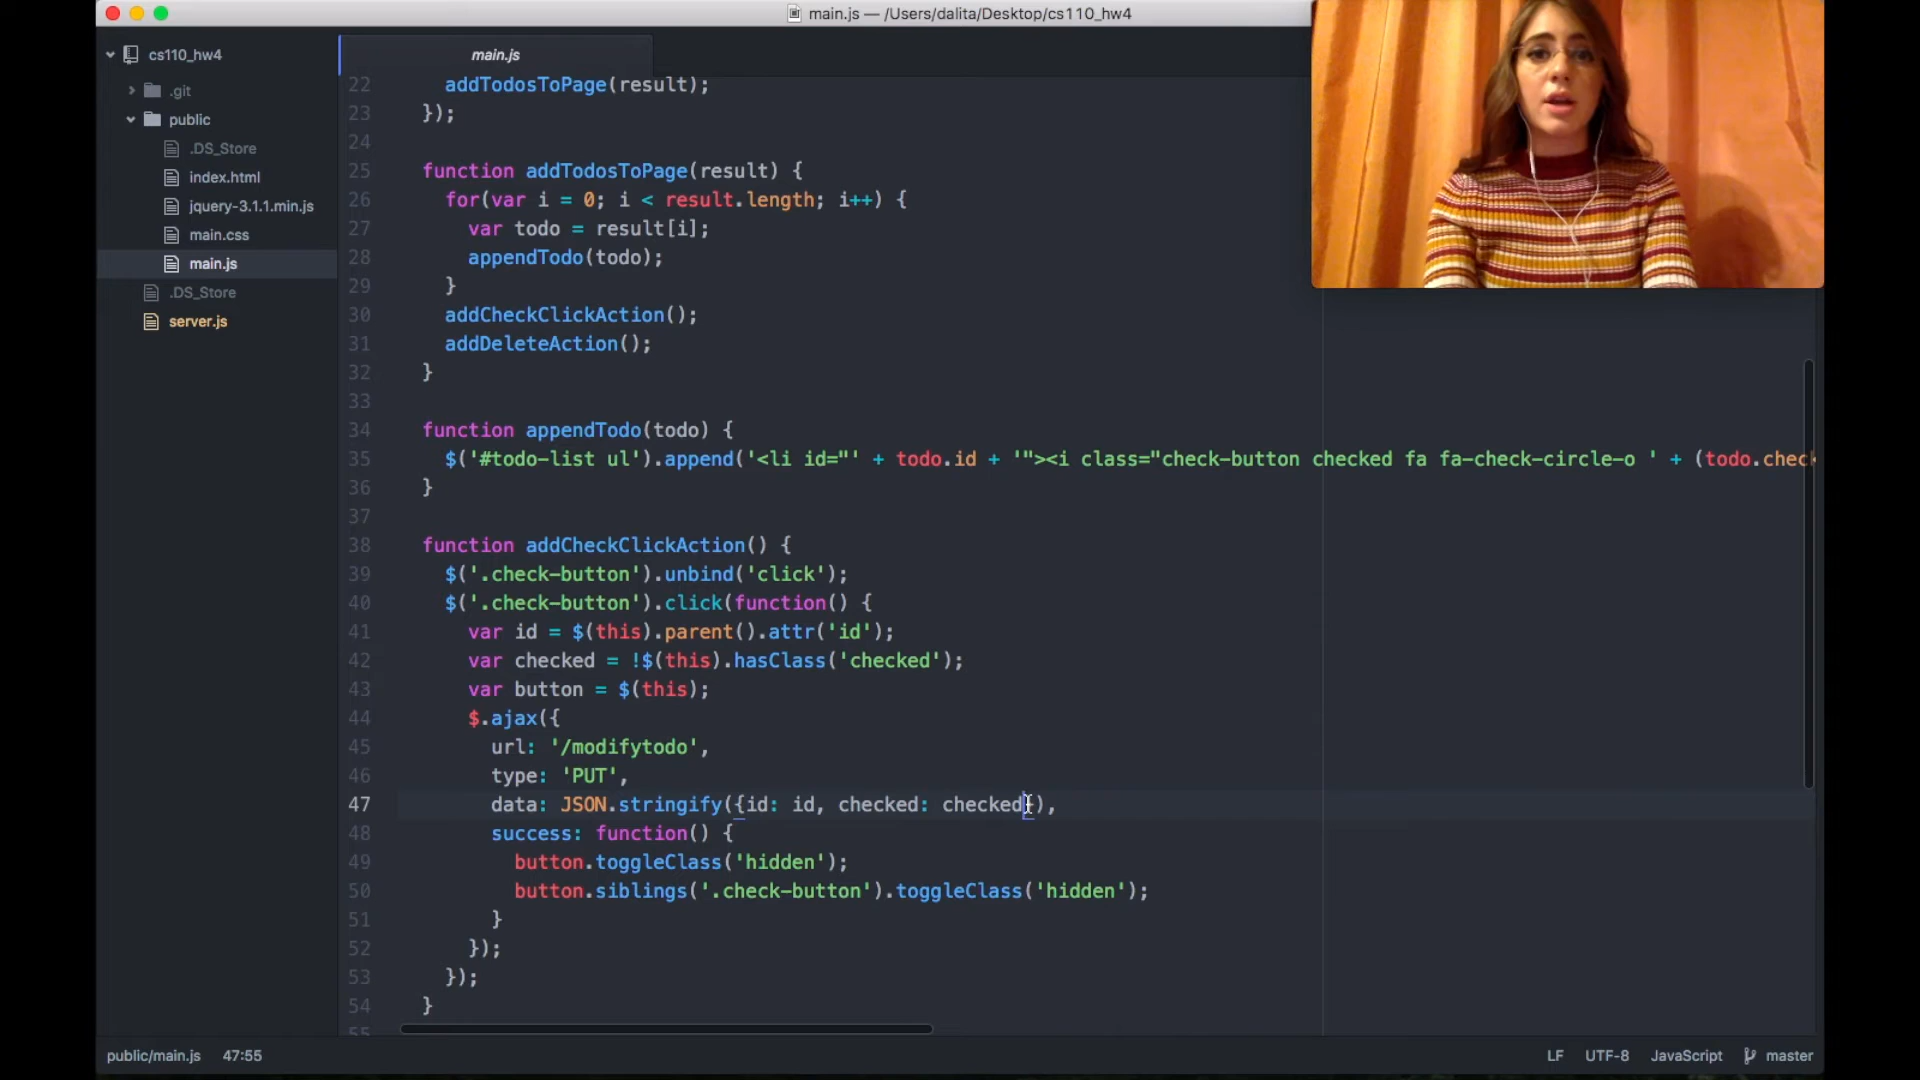 main.js — /Users/dalita/Desktop/cs110_hw4
cs110_hw4
.git
public
.DS_Store
index.html
jquery-3.1.1.min.js
main.css
main.js
.DS_Store
server.js
main.js
22 addTodosToPage(result);
23 });
24
25 function addTodosToPage(result) {
26 for(var i = 0; i < result.length; i++) {
27 var todo = result[i];
28 appendTodo(todo);
29 }
30 addCheckClickAction();
31 addDeleteAction();
32 }
33
34 function appendTodo(todo) {
35 $('#todo-list ul').append('<li id="' + todo.id + '"><i class="check-button checked fa fa-check-circle-o ' + (todo.check
36 }
37
38 function addCheckClickAction() {
39 $('.check-button').unbind('click');
40 $('.check-button').click(function() {
41 var id = $(this).parent().attr('id');
42 var checked = !$(this).hasClass('checked');
43 var button = $(this);
44 $.ajax({
45 url: '/modifytodo',
46 type: 'PUT',
47 data: JSON.stringify({id: id, checked: checked}),
48 success: function() {
49 button.toggleClass('hidden');
50 button.siblings('.check-button').toggleClass('hidden');
51 }
52 });
53 });
54 }
55
public/main.js 47:55 LF UTF-8 JavaScript master